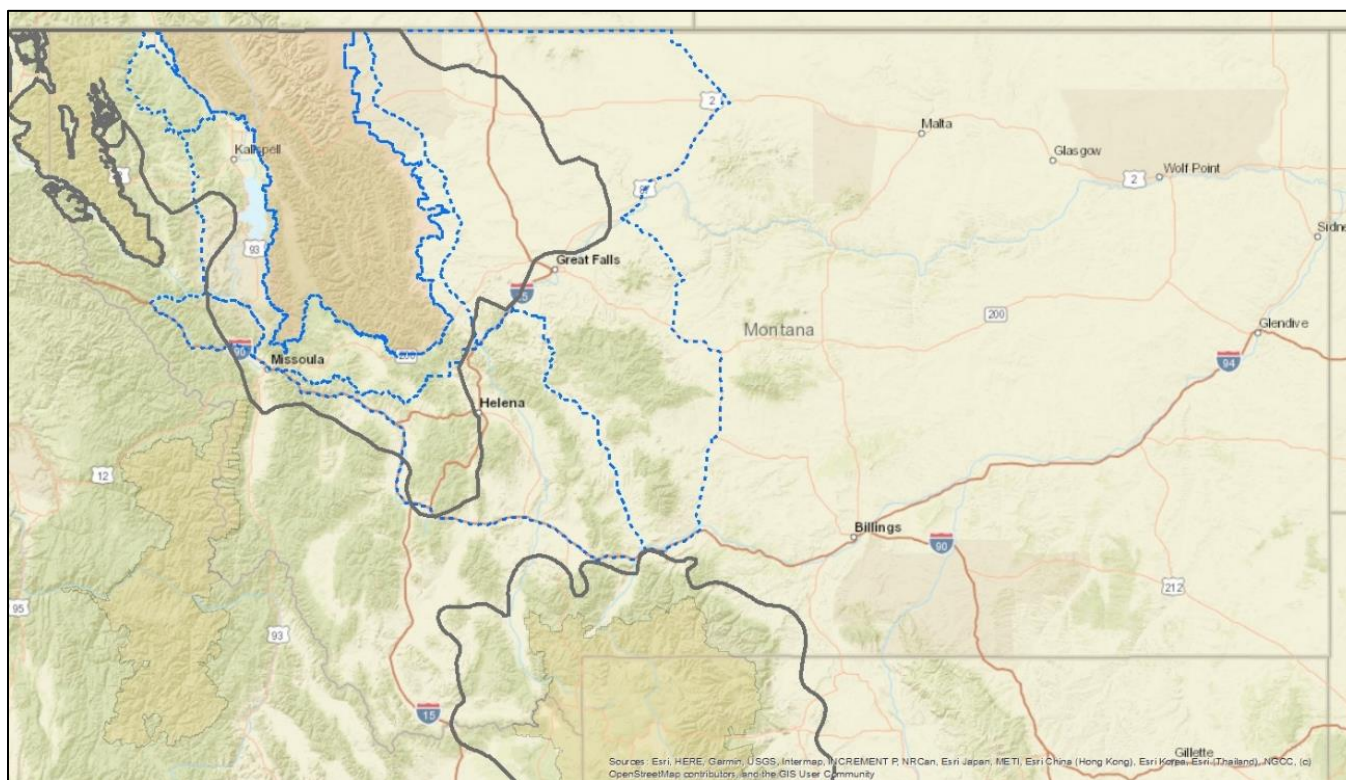 2
Malta
Glasgow
Kalispell
2
Wolf Point
2
87
Sidne
93
Great Falls
15
Montana
200
Glendive
90
Missoula
200
94
Helena
12
Billings
90
212
95
93
15
Gillette
Sources: Esri, HERE, Garmin, USGS, Intermap, INCREMENT P, NRCan, Esri Japan, METI, Esri China (Hong Kong), Esri Korea, Esri (Thailand), NGCC, (c)
OpenStreetMap contributors, and the GIS User Community